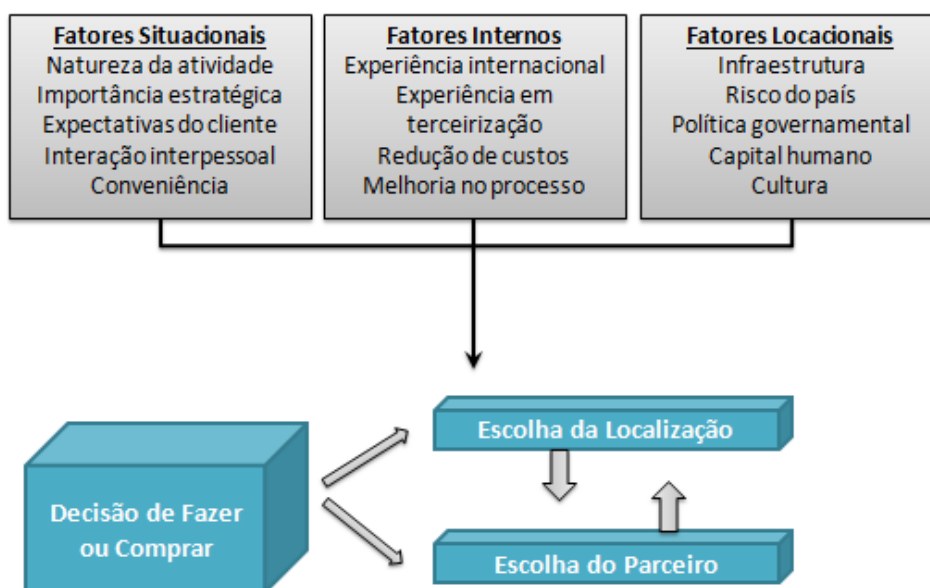 Fatores Situacionais
Natureza da atividade
Importância estratégica
Expectativas do cliente
Interação interpessoal
Conveniência
Fatores Internos
Experiência internacional
Experiência em
terceirização
Redução de custos
Melhoria no processo
Fatores Locacionais
Infraestrutura
Risco do país
Política governamental
Capital humano
Cultura
Escolha da Localização
Decisão de Fazer
ou Comprar
Escolha do Parceiro